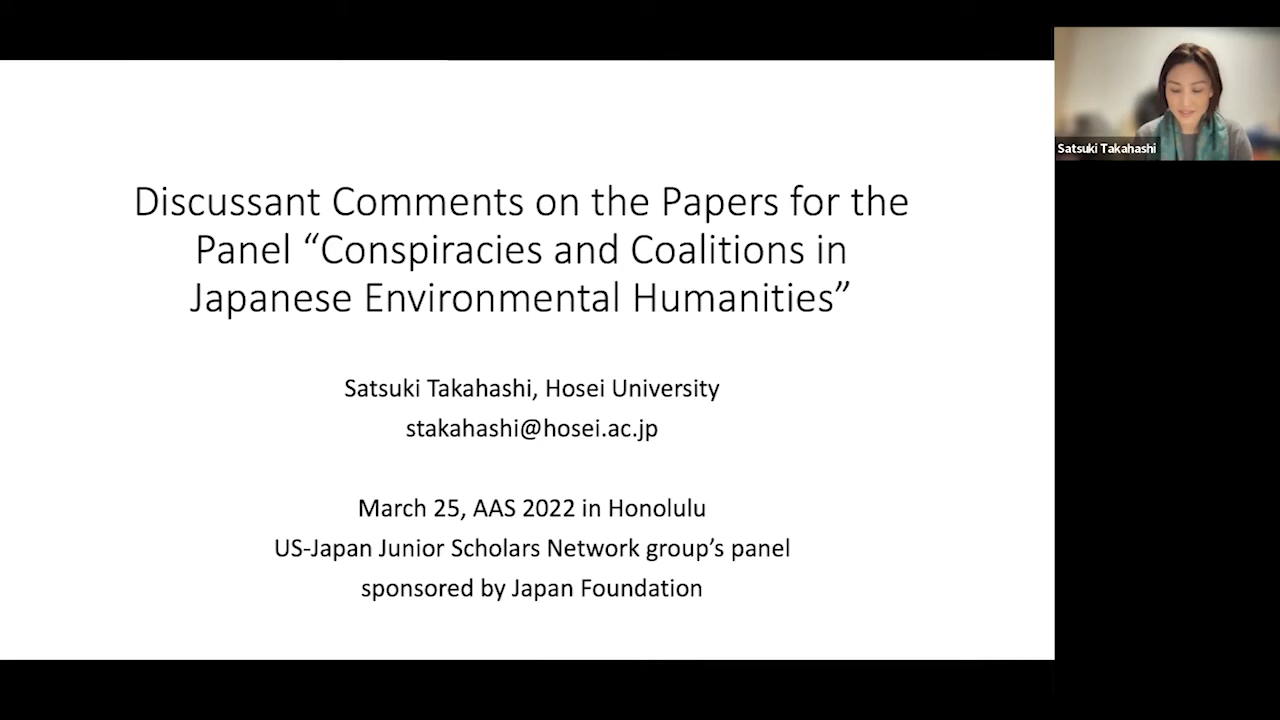 Discussant Comments on the Papers for the
Panel “Conspiracies and Coalitions in
Japanese Environmental Humanities”
Satsuki Takahashi, Hosei University
stakahashi@hosei.ac.jp
March 25, AAS 2022 in Honolulu
US-Japan Junior Scholars Network group’s panel
sponsored by Japan Foundation
Satsuki Takahashi